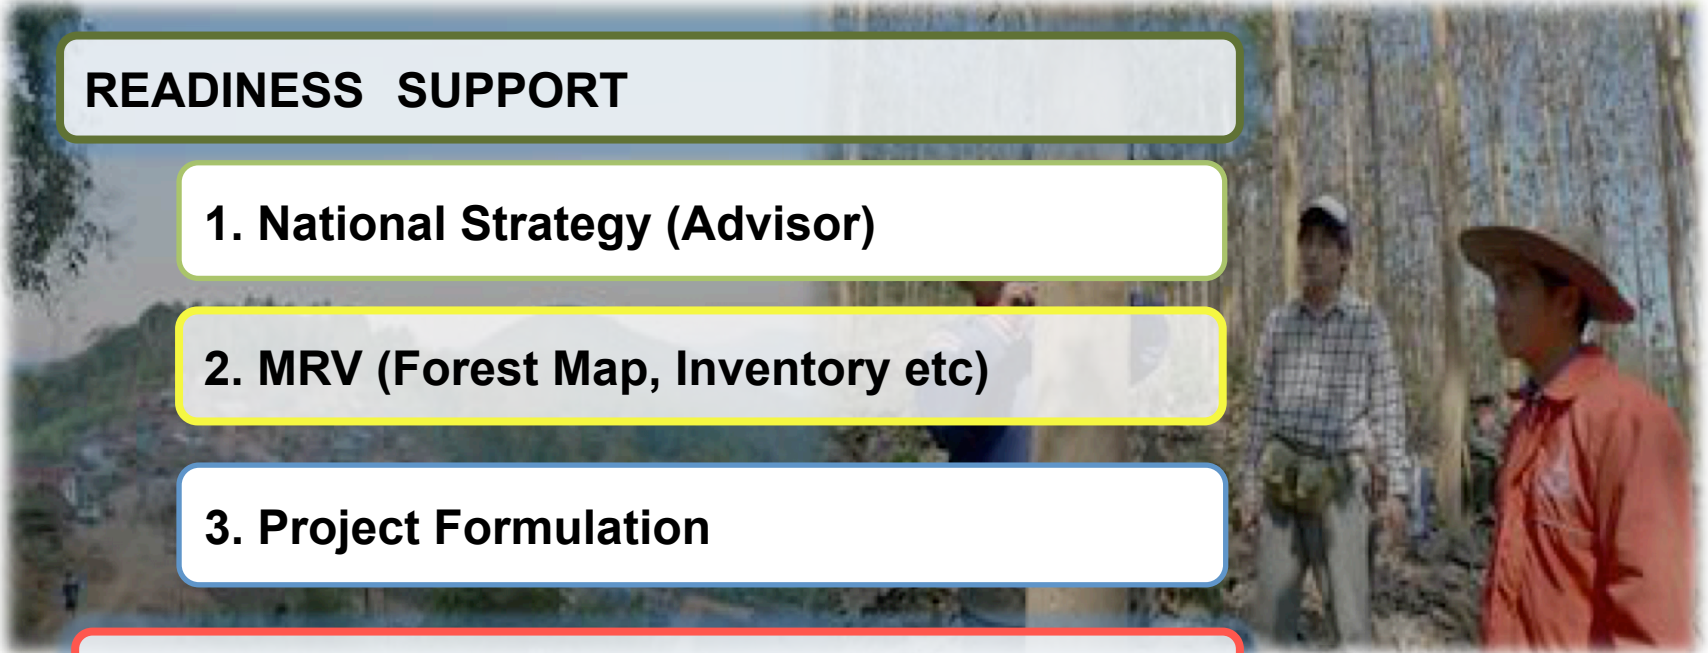 READINESS SUPPORT
1. National Strategy (Advisor)
2. MRV (Forest Map, Inventory etc)
3. Project Formulation